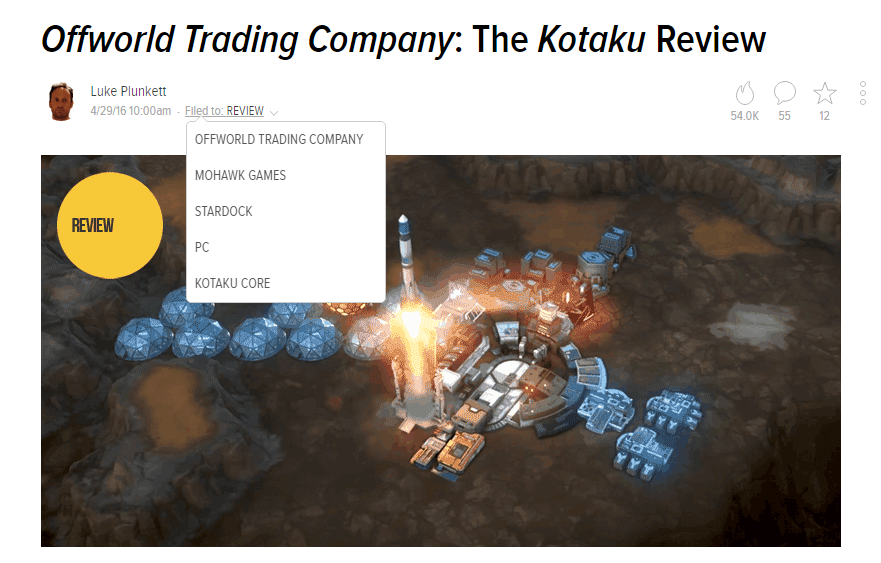 Offworld Trading Company: The Kotaku Review
Luke Plunkett
4/29/16 10:00am · Filed to: REVIEW
54.0K 55 12
OFFWORLD TRADING COMPANY
MOHAWK GAMES
STARDOCK
PC
KOTAKU CORE
REVIEW